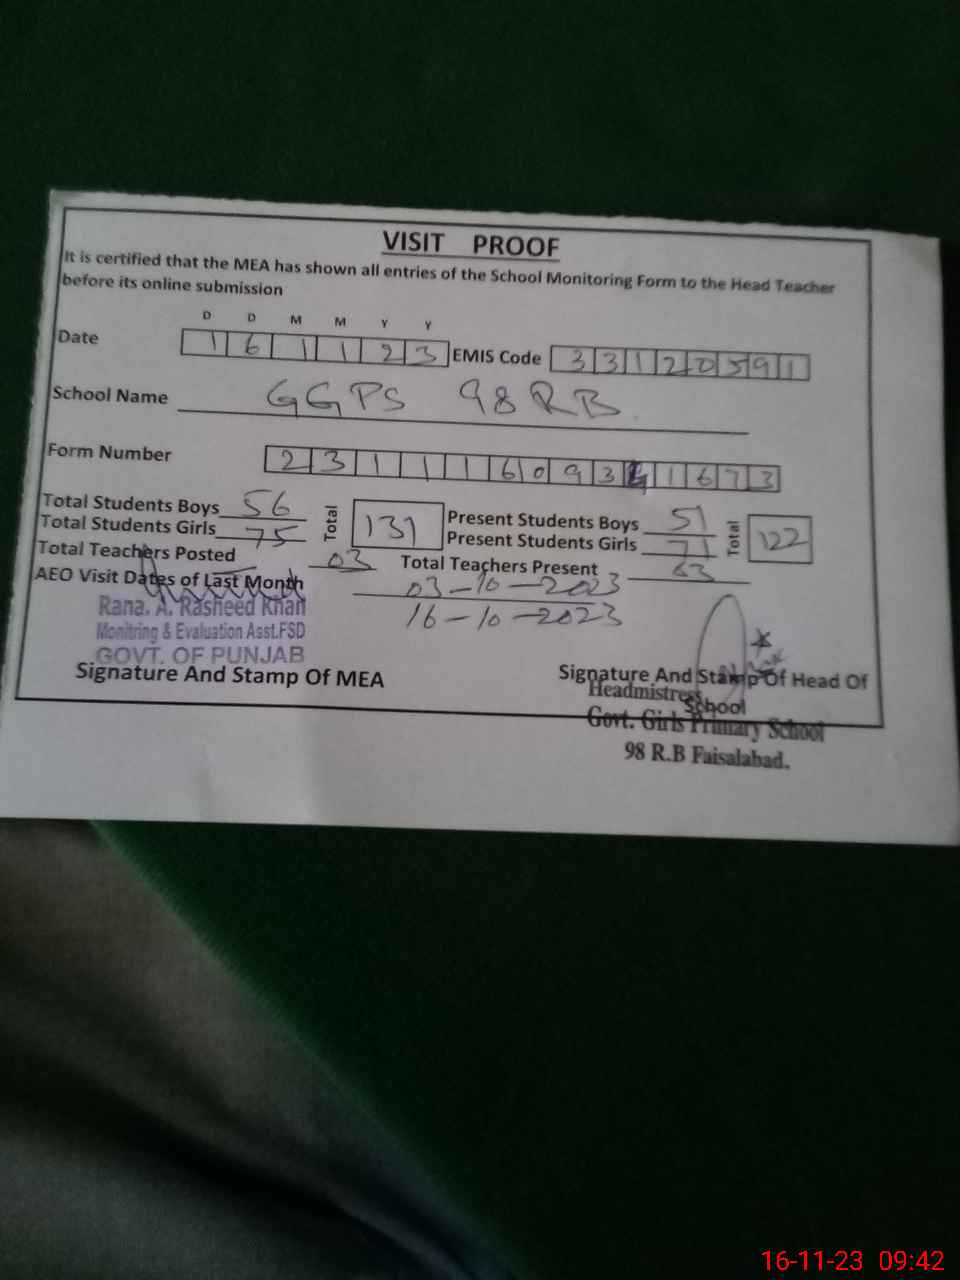 VISIT PROOF
It is certified that the MEA has shown all entries of the School Monitoring Form to the Head Teacher
before its online submission
D D M M Y Y
Date 1 6 1 1 2 3 EMIS Code 3 3 1 2 0 5 9 1
School Name GGPS 98 RB
Form Number 2 3 1 1 1 6 0 9 3 4 1 6 7 3
Total Students Boys 56 Total 131 Present Students Boys 51 Total 122
Total Students Girls 75 Present Students Girls 71
Total Teachers Posted 03 Total Teachers Present 03
AEO Visit Dates of Last Month 03-10-2023
16-10-2023
Rana. A. Rasheed Khan
Monitring & Evaluation Asst.FSD
GOVT. OF PUNJAB
Signature And Stamp Of MEA
Signature And Stamp Of Head Of
School
Headmistress
Govt. Girls Primary School
98 R.B Faisalabad.
16-11-23 09:42